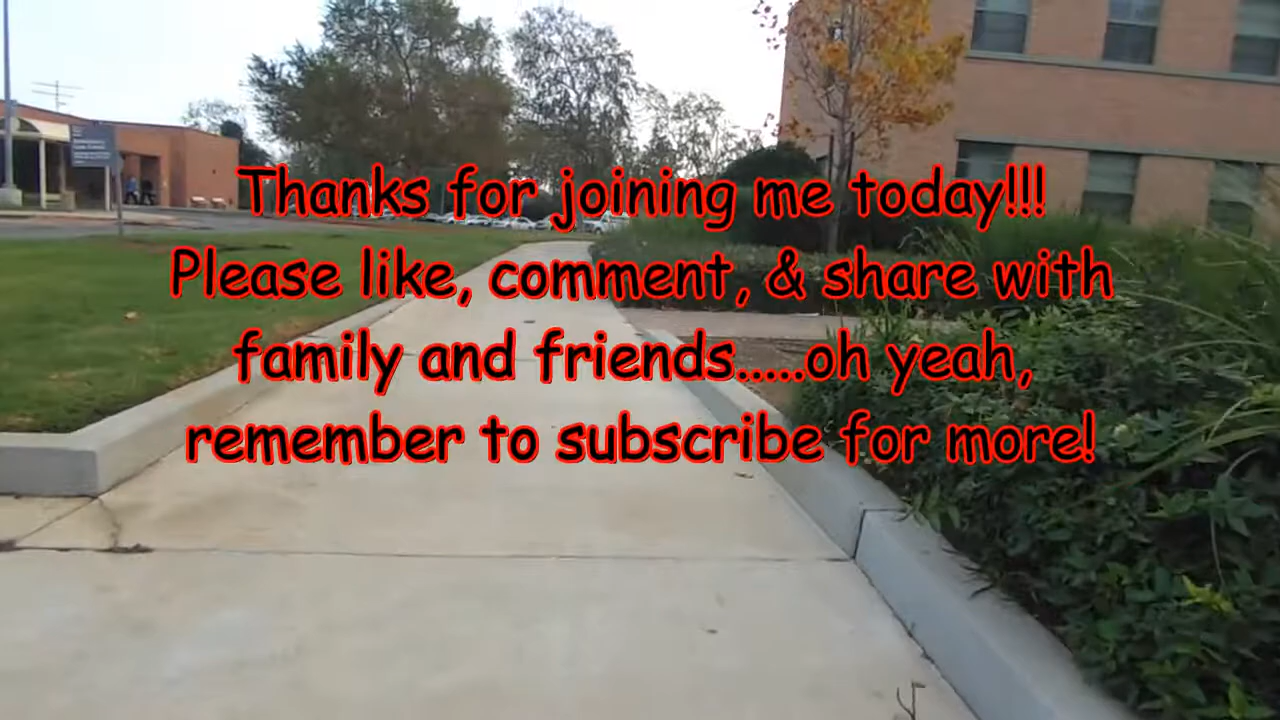 Thanks for joining me today!!!
Please like, comment, & share with
family and friends.....oh yeah,
remember to subscribe for more!